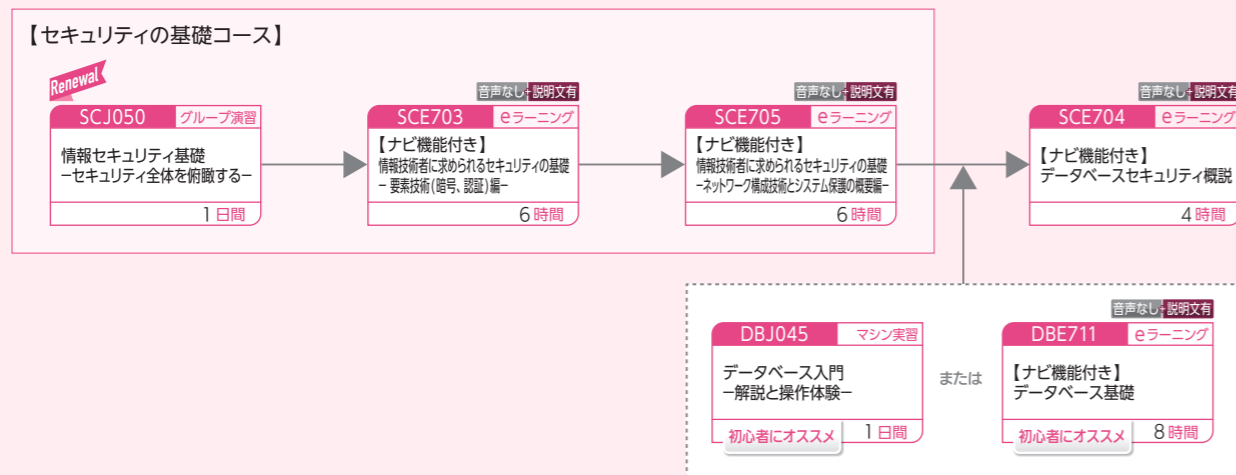 【セキュリティの基礎コース】
Renewal
SCJ050 グループ演習
情報セキュリティ基礎
−セキュリティ全体を俯瞰する−
1日間
音声なし+説明文有
SCE703 eラーニング
【ナビ機能付き】
情報技術者に求められるセキュリティの基礎
− 要素技術(暗号、認証)編−
6時間
音声なし+説明文有
SCE705 eラーニング
【ナビ機能付き】
情報技術者に求められるセキュリティの基礎
−ネットワーク構成技術とシステム保護の概要編−
6時間
音声なし+説明文有
SCE704 eラーニング
【ナビ機能付き】
データベースセキュリティ概説
4時間
DBJ045 マシン実習
データベース入門
−解説と操作体験−
初心者にオススメ 1日間
または
音声なし+説明文有
DBE711 eラーニング
【ナビ機能付き】
データベース基礎
初心者にオススメ 8時間